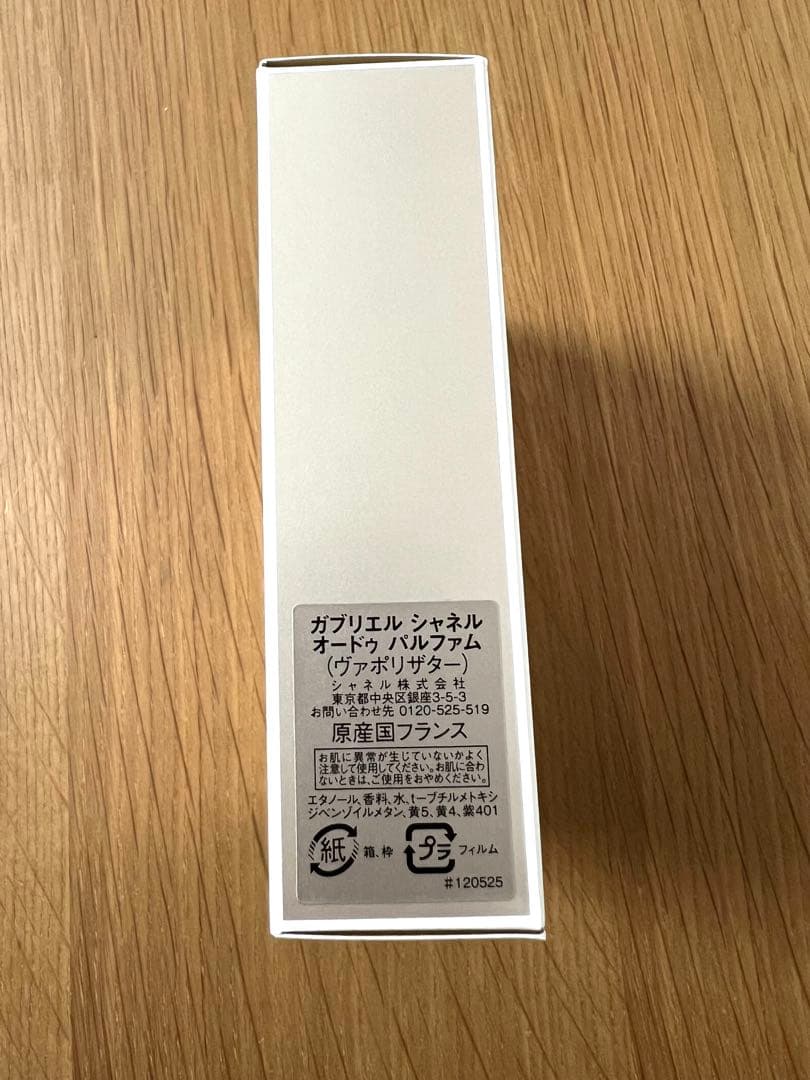 ガブリエル シャネル
オードゥ パルファム
(ヴァポリザター)
シャネル株式会社
東京都中央区銀座3-5-3
お問い合わせ先 0120-525-519
原産国フランス
お肌に異常が生じていないかよく
注意して使用してください。お肌に合わ
ないときは、ご使用をおやめください。
エタノール、香料、水、t-ブチルメトキシ
ジベンゾイルメタン、黄5、黄4、紫401
紙 箱、枠 プラ フィルム
#120525